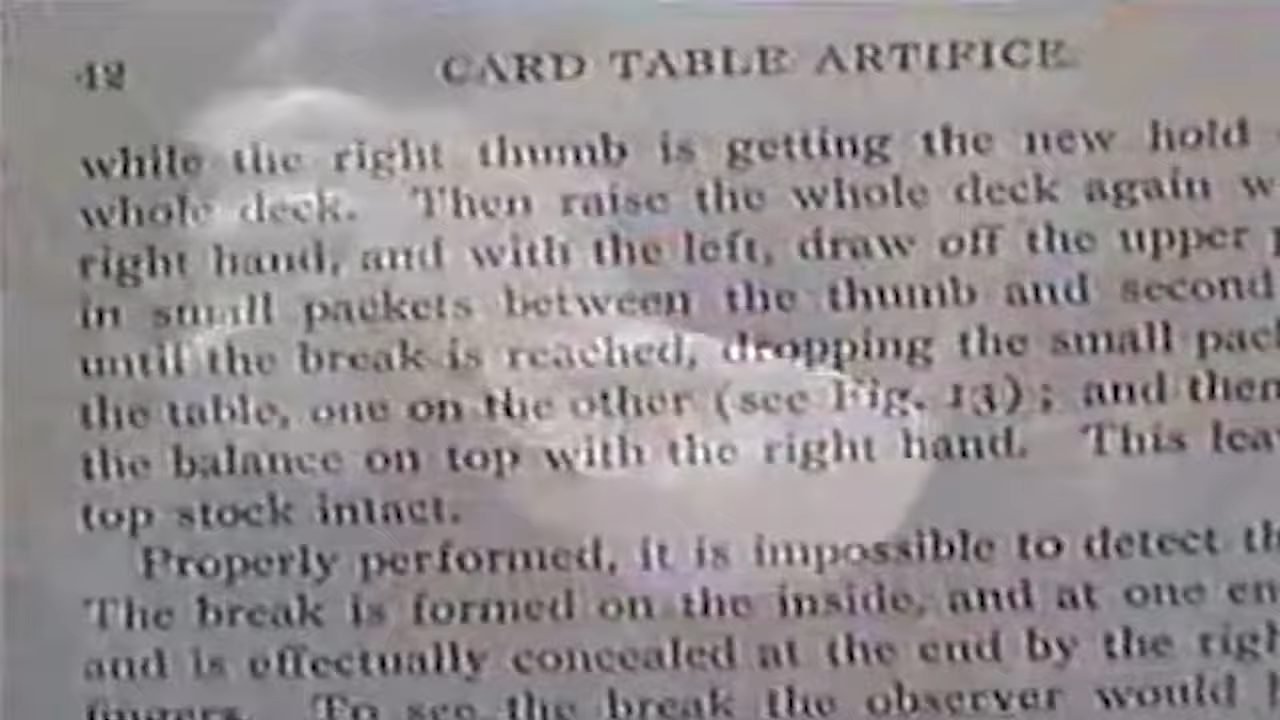 42 CARD TABLE ARTIFICE
while the right thumb is getting the new hold
whole deck. Then raise the whole deck again
right hand, and with the left, draw off the upper
in small packets between the thumb and second
until the break is reached, dropping the small
the table, one on the other (see Fig. 13); and then
the balance on top with the right hand. This
top stock intact.
Properly performed, it is impossible to detect
The break is formed on the inside, and at one
and is effectually concealed at the end by the
fingers. To see the break the observer would